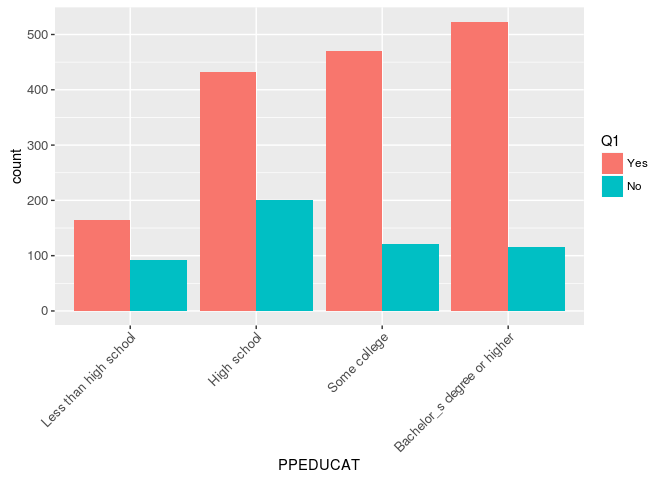 500
400
300
200
100
0
count
Less than high school
High school
Some college
Bachelor_s degree or higher
PPEDUCAT
Q1
Yes
No